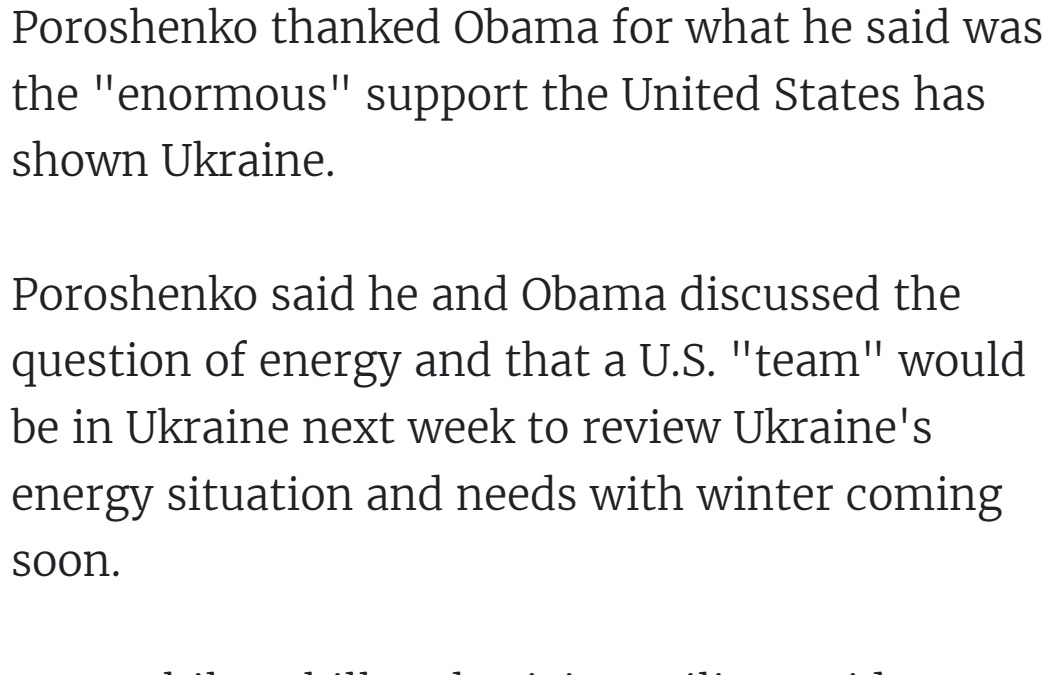 Poroshenko thanked Obama for what he said was
the "enormous" support the United States has
shown Ukraine.
Poroshenko said he and Obama discussed the
question of energy and that a U.S. "team" would
be in Ukraine next week to review Ukraine's
energy situation and needs with winter coming
soon.